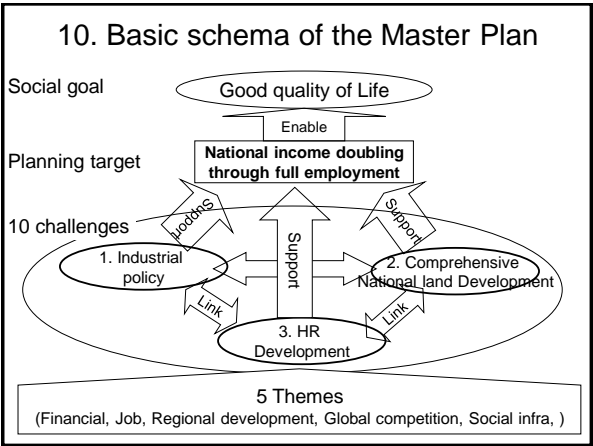 10. Basic schema of the Master Plan
Social goal
Good quality of Life
Enable
Planning target
National income doubling
through full employment
Support
Support
Support
10 challenges
1. Industrial
policy
2. Comprehensive
National land Development
Link
Link
3. HR
Development
5 Themes
(Financial, Job, Regional development, Global competition, Social infra, )